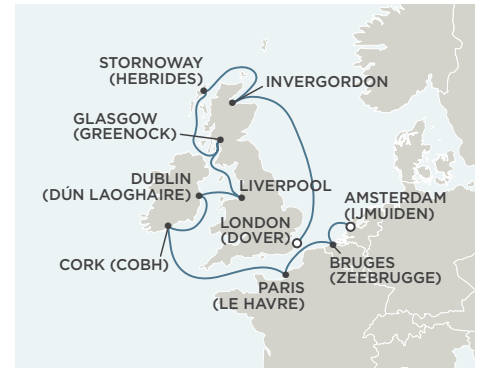 STORNOWAY
(HEBRIDES)
INVERGORDON
GLASGOW
(GREENOCK)
DUBLIN
(DÚN LAOGHAIRE)
LIVERPOOL
AMSTERDAM
(IJMUIDEN)
LONDON
(DOVER)
CORK (COBH)
BRUGES
(ZEEBRUGGE)
PARIS
(LE HAVRE)